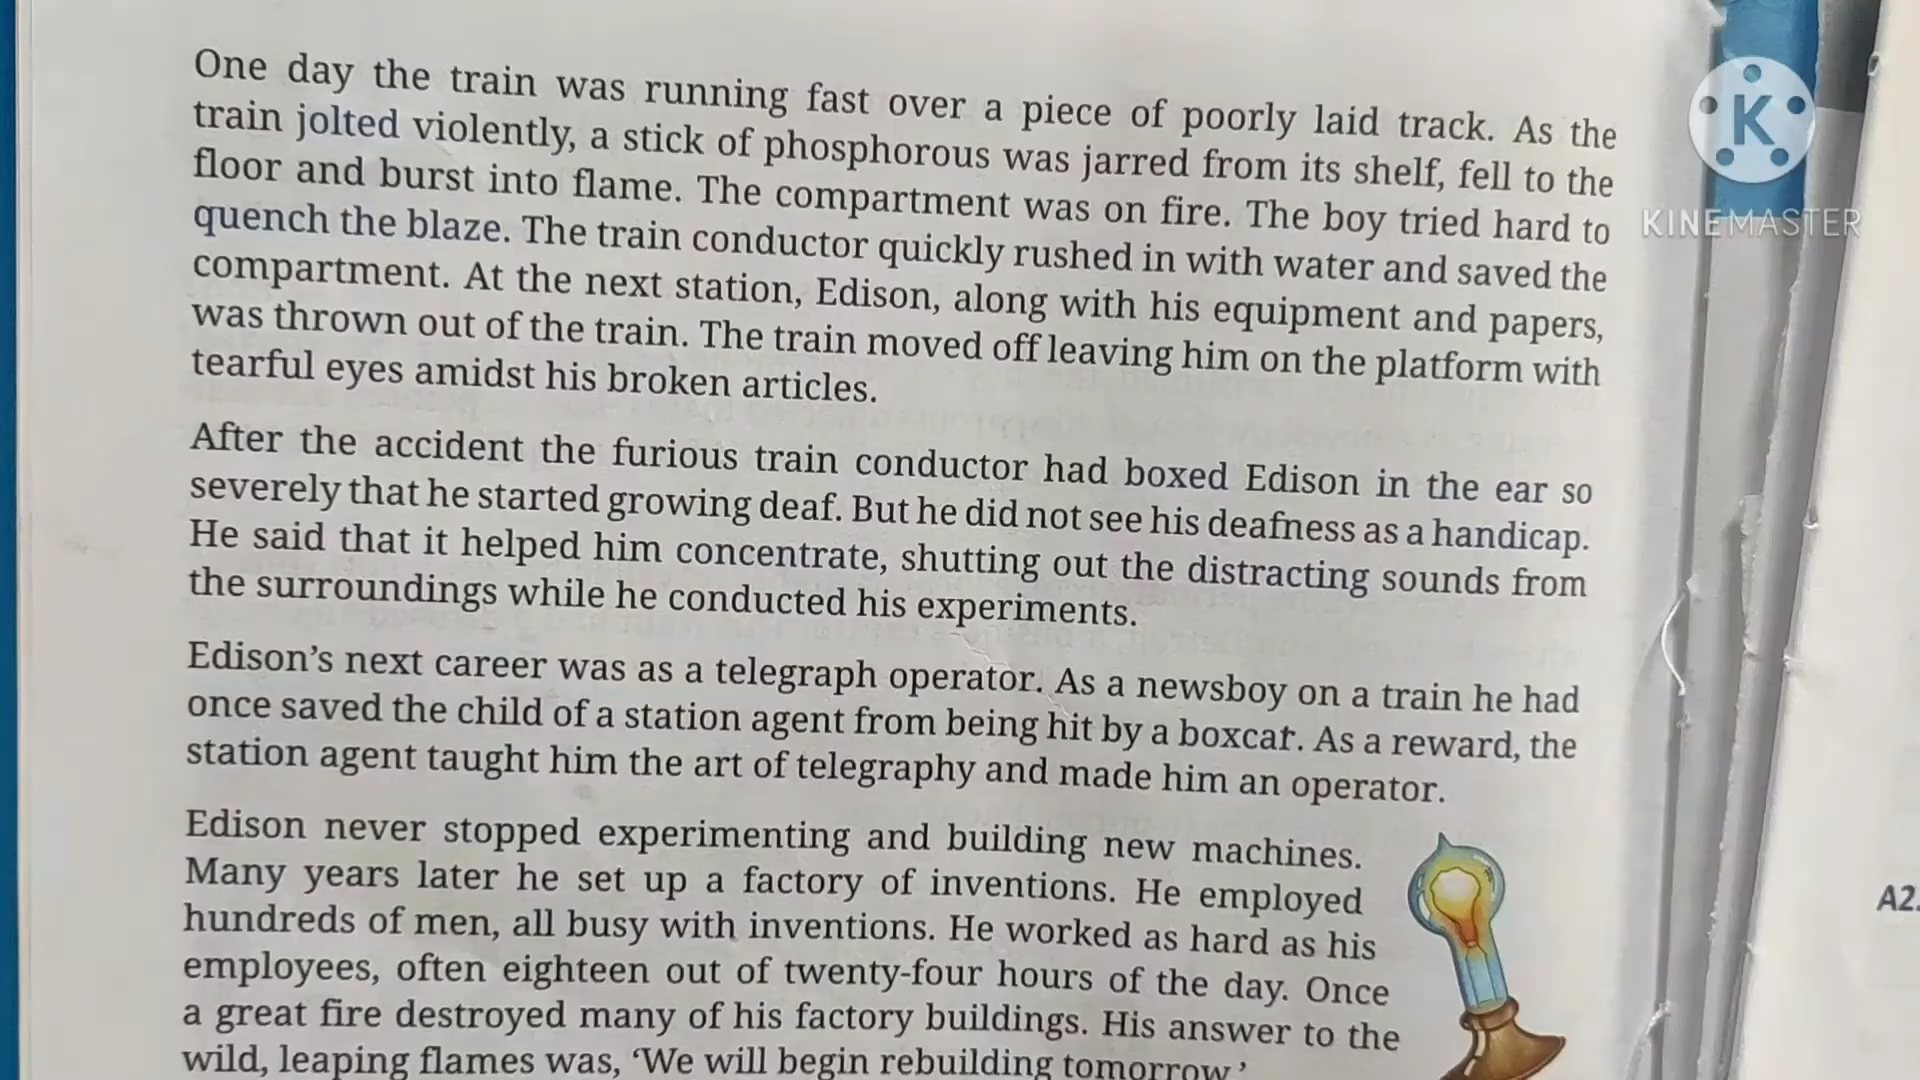 One day the train was running fast over a piece of poorly laid track. As the
train jolted violently, a stick of phosphorous was jarred from its shelf, fell to the
floor and burst into flame. The compartment was on fire. The boy tried hard to
quench the blaze. The train conductor quickly rushed in with water and saved the
compartment. At the next station, Edison, along with his equipment and papers,
was thrown out of the train. The train moved off leaving him on the platform with
tearful eyes amidst his broken articles.
After the accident the furious train conductor had boxed Edison in the ear so
severely that he started growing deaf. But he did not see his deafness as a handicap.
He said that it helped him concentrate, shutting out the distracting sounds from
the surroundings while he conducted his experiments.
Edison's next career was as a telegraph operator. As a newsboy on a train he had
once saved the child of a station agent from being hit by a boxcar. As a reward, the
station agent taught him the art of telegraphy and made him an operator.
Edison never stopped experimenting and building new machines.
Many years later he set up a factory of inventions. He employed
hundreds of men, all busy with inventions. He worked as hard as his
employees, often eighteen out of twenty-four hours of the day. Once
a great fire destroyed many of his factory buildings. His answer to the
wild, leaping flames was, ‘We will begin rebuilding tomorrow.’
K
KINEMASTER
A2.